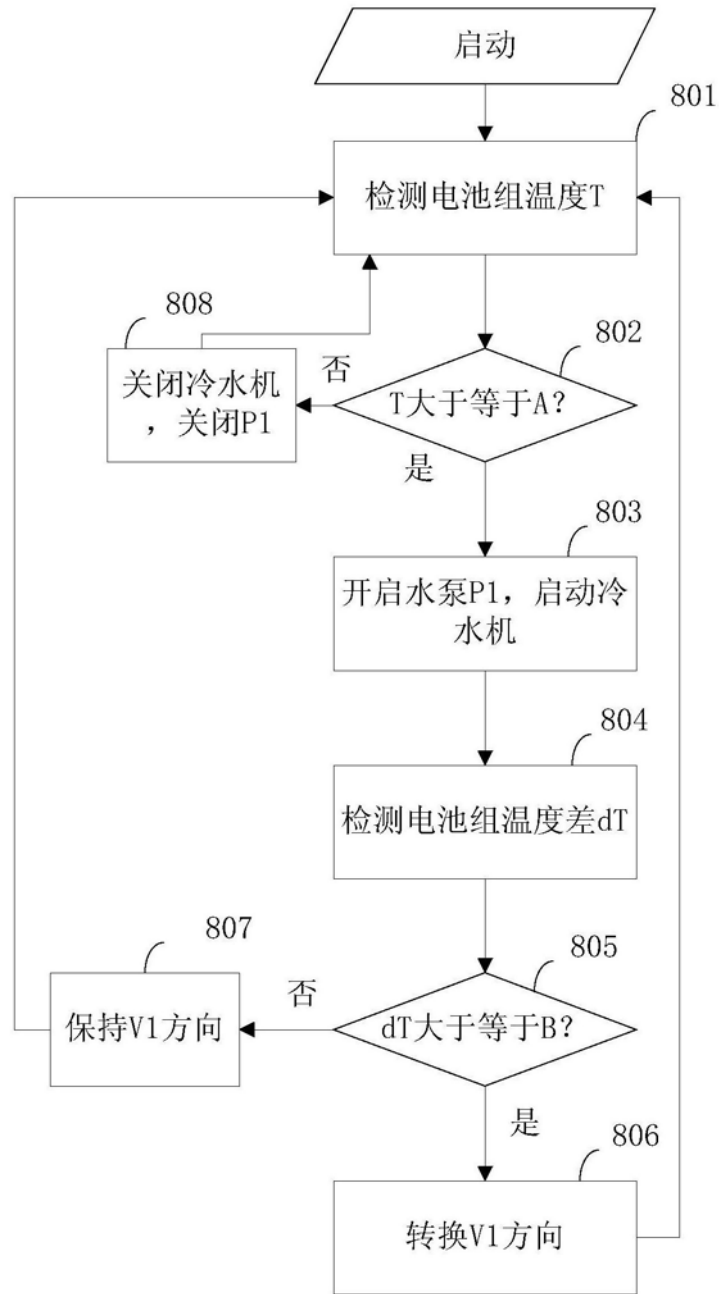 启动
801
检测电池组温度T
808
802
关闭冷水机
，关闭P1
否
T大于等于A？
是
803
开启水泵P1，启动冷
水机
804
检测电池组温度差dT
807
805
保持V1方向
否
dT大于等于B？
是
806
转换V1方向